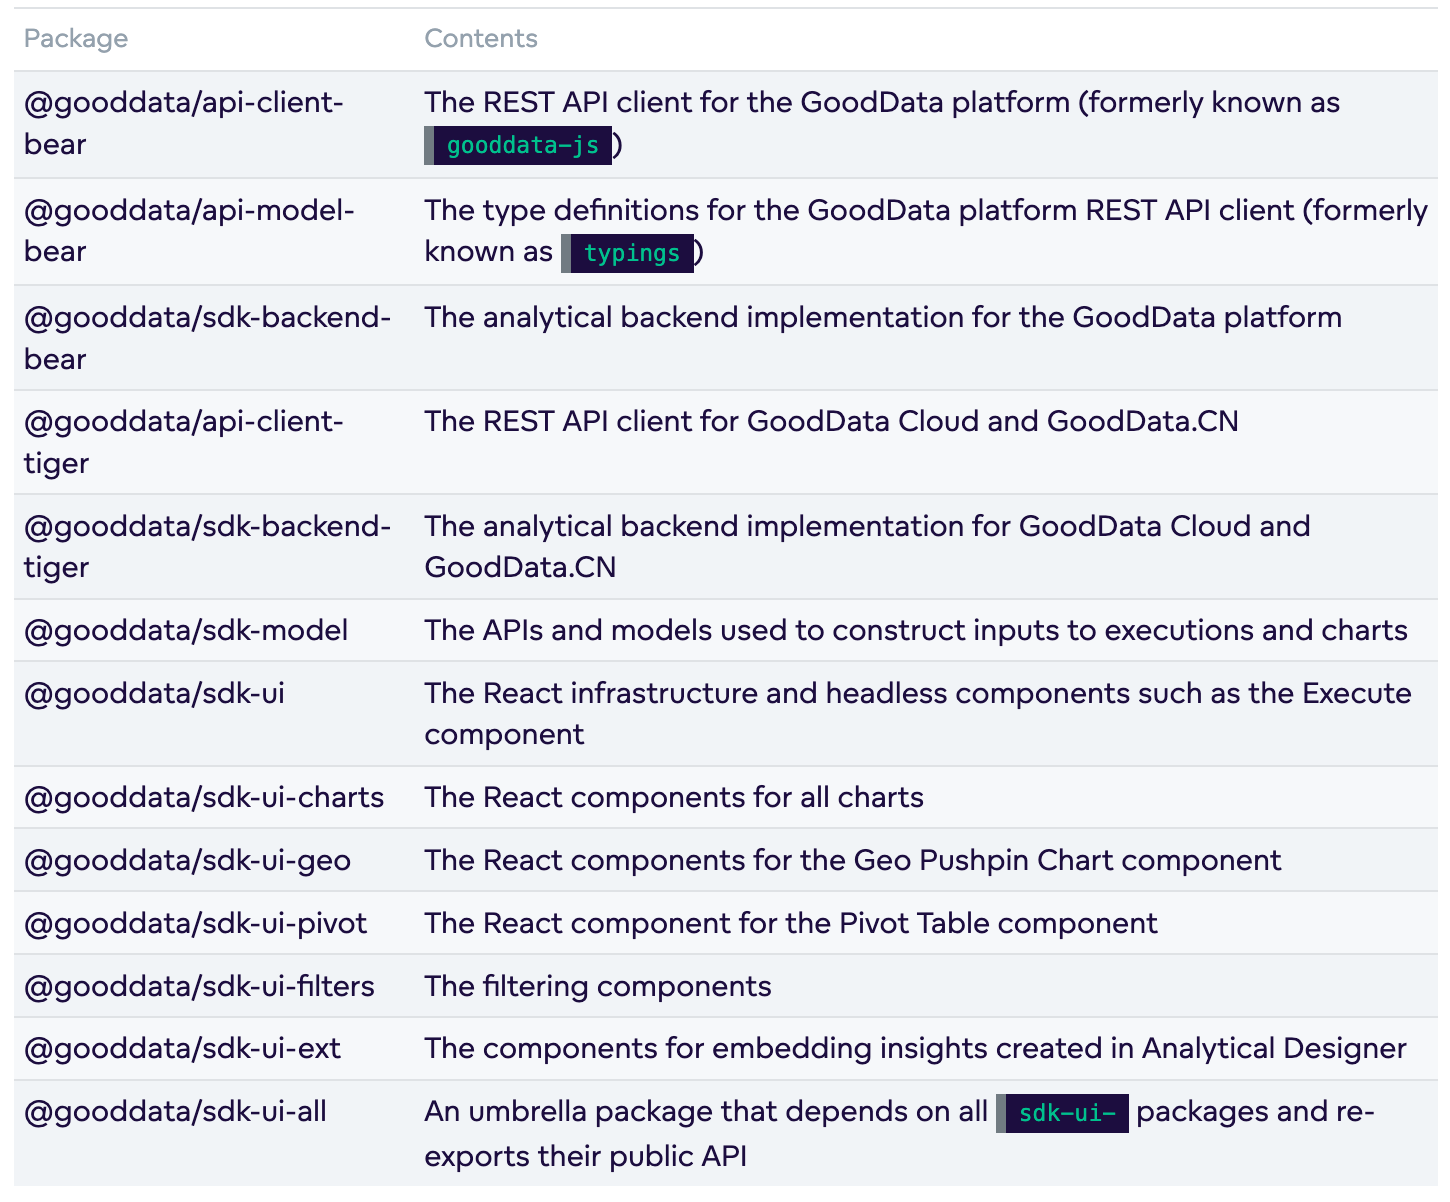 Package Contents
@gooddata/api-client- The REST API client for the GoodData platform (formerly known as
bear gooddata-js )
@gooddata/api-model- The type definitions for the GoodData platform REST API client (formerly
bear known as typings )
@gooddata/sdk-backend- The analytical backend implementation for the GoodData platform
bear
@gooddata/api-client- The REST API client for GoodData Cloud and GoodData.CN
tiger
@gooddata/sdk-backend- The analytical backend implementation for GoodData Cloud and
tiger GoodData.CN
@gooddata/sdk-model The APIs and models used to construct inputs to executions and charts
@gooddata/sdk-ui The React infrastructure and headless components such as the Execute
component
@gooddata/sdk-ui-charts The React components for all charts
@gooddata/sdk-ui-geo The React components for the Geo Pushpin Chart component
@gooddata/sdk-ui-pivot The React component for the Pivot Table component
@gooddata/sdk-ui-filters The filtering components
@gooddata/sdk-ui-ext The components for embedding insights created in Analytical Designer
@gooddata/sdk-ui-all An umbrella package that depends on all sdk-ui- packages and re-
exports their public API